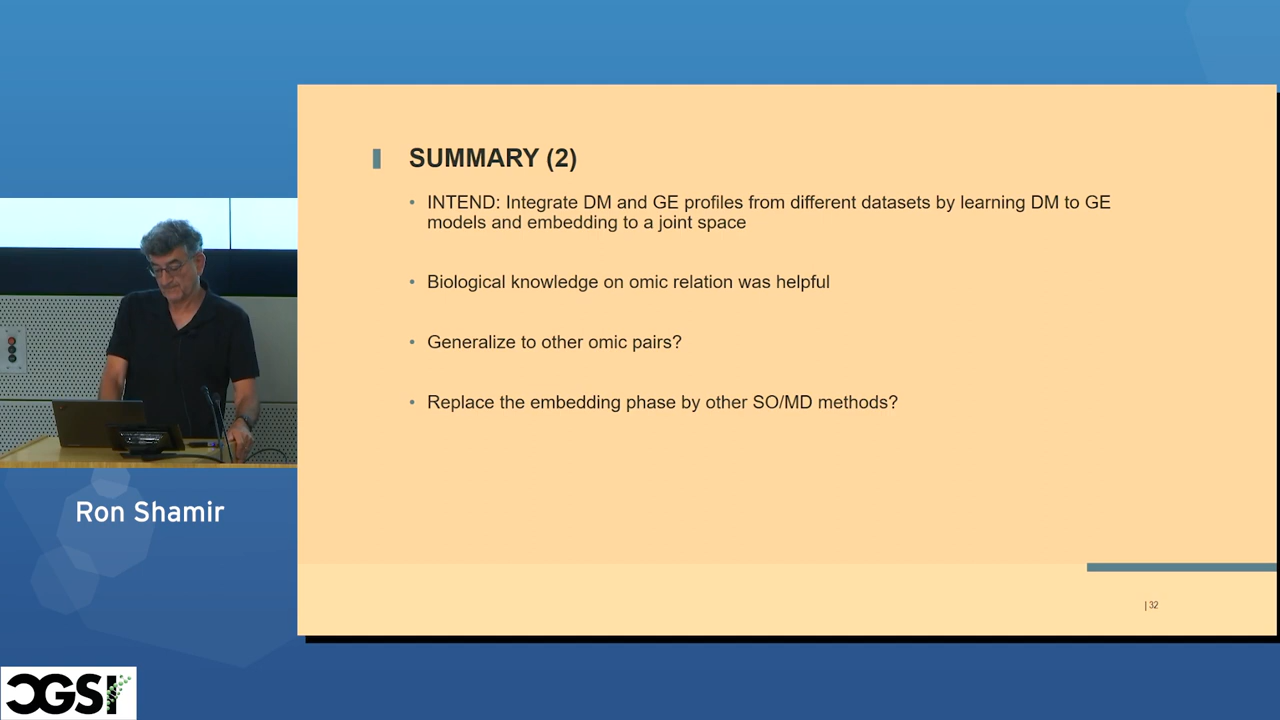 SUMMARY (2)
• INTEND: Integrate DM and GE profiles from different datasets by learning DM to GE
models and embedding to a joint space
• Biological knowledge on omic relation was helpful
• Generalize to other omic pairs?
• Replace the embedding phase by other SO/MD methods?
| 32
Ron Shamir
CGSI